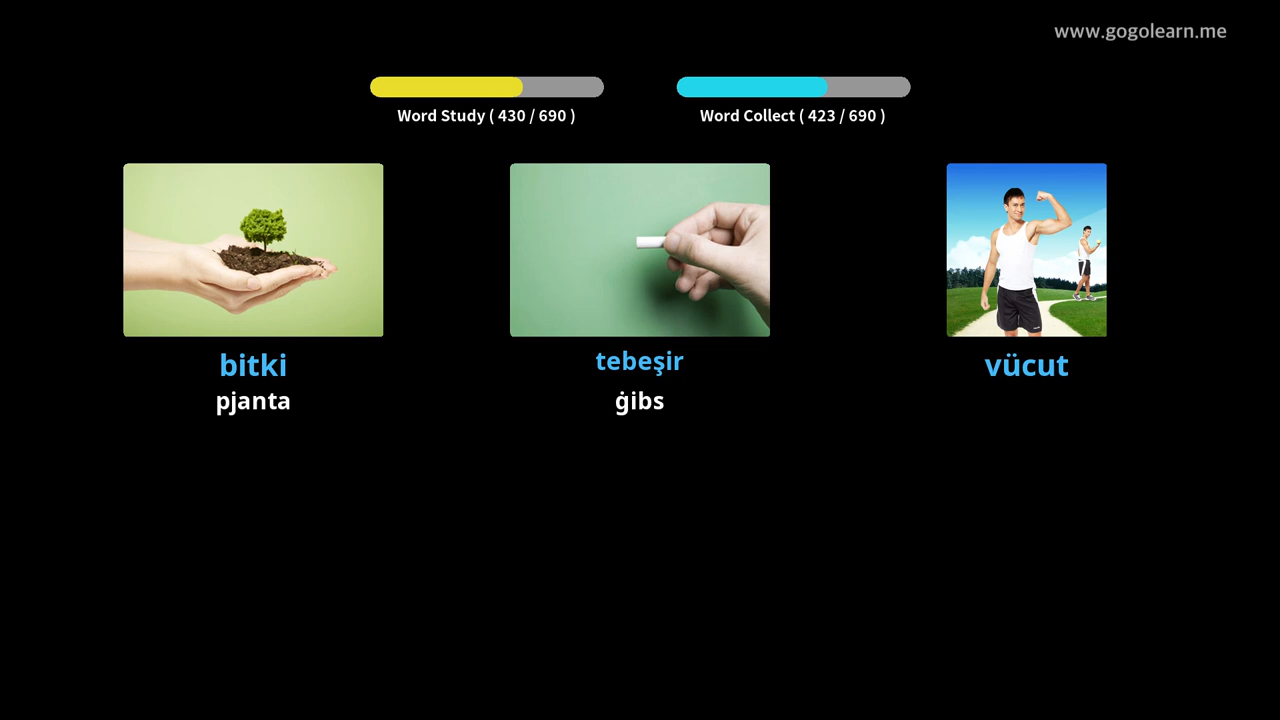 www.gogolearn.me
Word Study ( 430 / 690 )
Word Collect ( 423 / 690 )
bitki
tebeşir
vücut
pjanta
ġibs